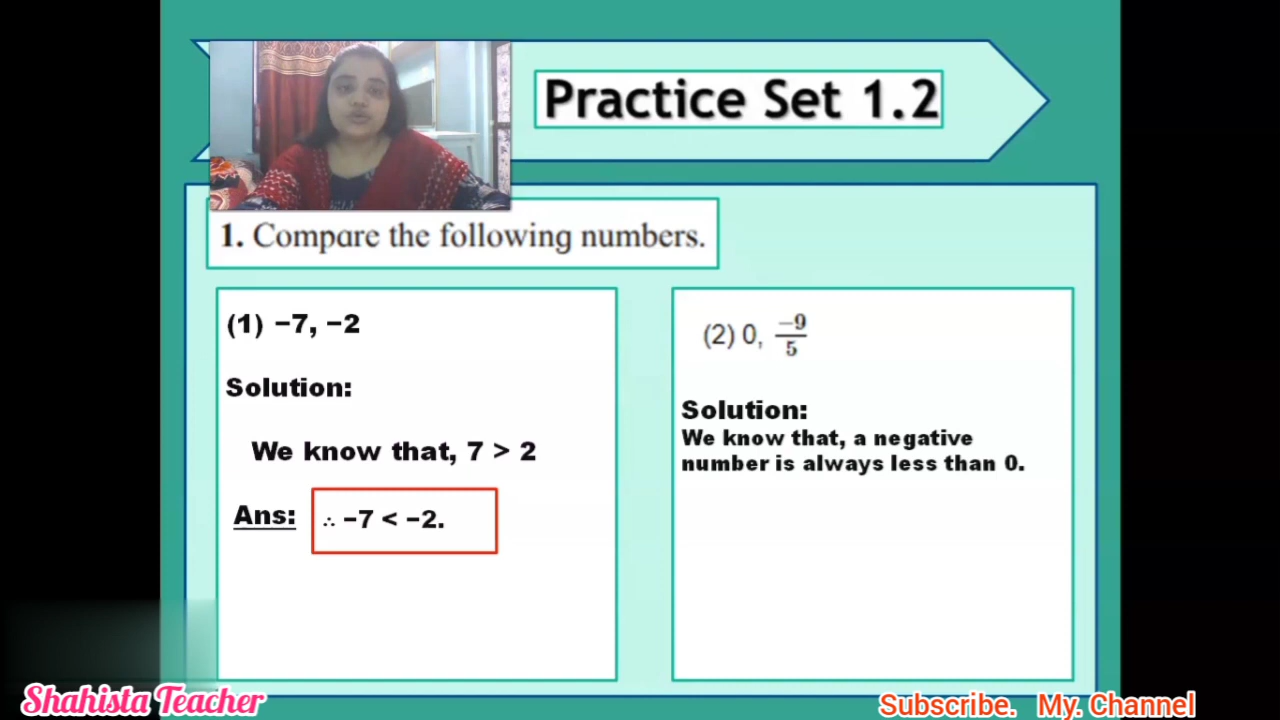 Practice Set 1.2
1. Compare the following numbers.
(1) −7, −2
Solution:
We know that, 7 > 2
Ans: ∴ −7 < −2.
(2) 0, −9/5
Solution:
We know that, a negative
number is always less than 0.
Shahista Teacher
Subscribe. My. Channel